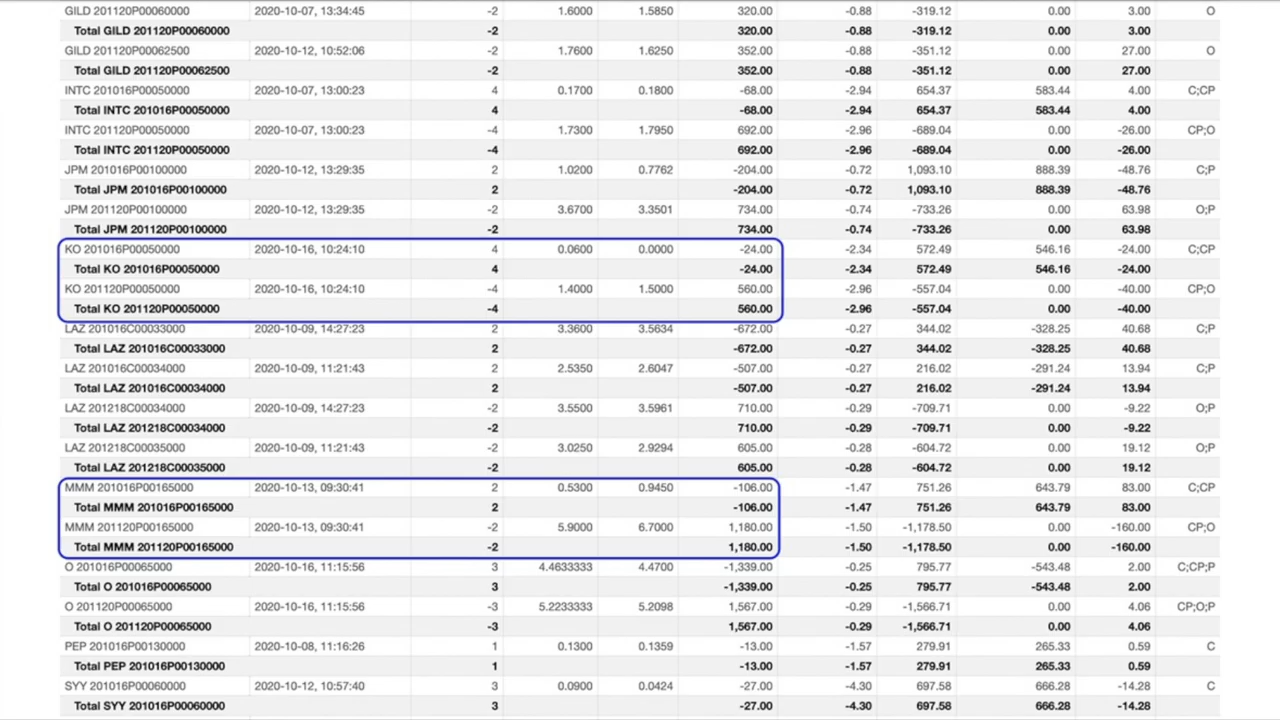 GILD 201120P00060000 2020-10-07, 13:34:45 -2 1.6000 1.5850 320.00 -0.88 -319.12 0.00 3.00 O
Total GILD 201120P00060000 -2 320.00 -0.88 -319.12 0.00 3.00
GILD 201120P00062500 2020-10-12, 10:52:06 -2 1.7600 1.6250 352.00 -0.88 -351.12 0.00 27.00 O
Total GILD 201120P00062500 -2 352.00 -0.88 -351.12 0.00 27.00
INTC 201016P00050000 2020-10-07, 13:00:23 4 0.1700 0.1800 -68.00 -2.94 654.37 583.44 4.00 C;CP
Total INTC 201016P00050000 4 -68.00 -2.94 654.37 583.44 4.00
INTC 201120P00050000 2020-10-07, 13:00:23 -4 1.7300 1.7950 692.00 -2.96 -689.04 0.00 -26.00 CP;O
Total INTC 201120P00050000 -4 692.00 -2.96 -689.04 0.00 -26.00
JPM 201016P00100000 2020-10-12, 13:29:35 2 1.0200 0.7762 -204.00 -0.72 1,093.10 888.39 -48.76 C;P
Total JPM 201016P00100000 2 -204.00 -0.72 1,093.10 888.39 -48.76
JPM 201120P00100000 2020-10-12, 13:29:35 -2 3.6700 3.3501 734.00 -0.74 -733.26 0.00 63.98 O;P
Total JPM 201120P00100000 -2 734.00 -0.74 -733.26 0.00 63.98
KO 201016P00050000 2020-10-16, 10:24:10 4 0.0600 0.0000 -24.00 -2.34 572.49 546.16 -24.00 C;CP
Total KO 201016P00050000 4 -24.00 -2.34 572.49 546.16 -24.00
KO 201120P00050000 2020-10-16, 10:24:10 -4 1.4000 1.5000 560.00 -2.96 -557.04 0.00 -40.00 CP;O
Total KO 201120P00050000 -4 560.00 -2.96 -557.04 0.00 -40.00
LAZ 201016C00033000 2020-10-09, 14:27:23 2 3.3600 3.5634 -672.00 -0.27 344.02 -328.25 40.68 C;P
Total LAZ 201016C00033000 2 -672.00 -0.27 344.02 -328.25 40.68
LAZ 201016C00034000 2020-10-09, 11:21:43 2 2.5350 2.6047 -507.00 -0.27 216.02 -291.24 13.94 C;P
Total LAZ 201016C00034000 2 -507.00 -0.27 216.02 -291.24 13.94
LAZ 201218C00034000 2020-10-09, 14:27:23 -2 3.5500 3.5961 710.00 -0.29 -709.71 0.00 -9.22 O;P
Total LAZ 201218C00034000 -2 710.00 -0.29 -709.71 0.00 -9.22
LAZ 201218C00035000 2020-10-09, 11:21:43 -2 3.0250 2.9294 605.00 -0.28 -604.72 0.00 19.12 O;P
Total LAZ 201218C00035000 -2 605.00 -0.28 -604.72 0.00 19.12
MMM 201016P00165000 2020-10-13, 09:30:41 2 0.5300 0.9450 -106.00 -1.47 751.26 643.79 83.00 C;CP
Total MMM 201016P00165000 2 -106.00 -1.47 751.26 643.79 83.00
MMM 201120P00165000 2020-10-13, 09:30:41 -2 5.9000 6.7000 1,180.00 -1.50 -1,178.50 0.00 -160.00 CP;O
Total MMM 201120P00165000 -2 1,180.00 -1.50 -1,178.50 0.00 -160.00
O 201016P00065000 2020-10-16, 11:15:56 3 4.4633333 4.4700 -1,339.00 -0.25 795.77 -543.48 2.00 C;CP;P
Total O 201016P00065000 3 -1,339.00 -0.25 795.77 -543.48 2.00
O 201120P00065000 2020-10-16, 11:15:56 -3 5.2233333 5.2098 1,567.00 -0.29 -1,566.71 0.00 4.06 CP;O;P
Total O 201120P00065000 -3 1,567.00 -0.29 -1,566.71 0.00 4.06
PEP 201016P00130000 2020-10-08, 11:16:26 1 0.1300 0.1359 -13.00 -1.57 279.91 265.33 0.59 C
Total PEP 201016P00130000 1 -13.00 -1.57 279.91 265.33 0.59
SYY 201016P00060000 2020-10-12, 10:57:40 3 0.0900 0.0424 -27.00 -4.30 697.58 666.28 -14.28 C
Total SYY 201016P00060000 3 -27.00 -4.30 697.58 666.28 -14.28